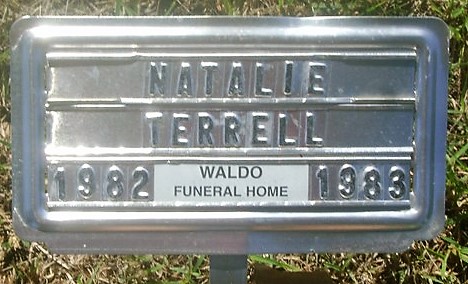 NATALIE
TERRELL
1982 WALDO FUNERAL HOME 1983